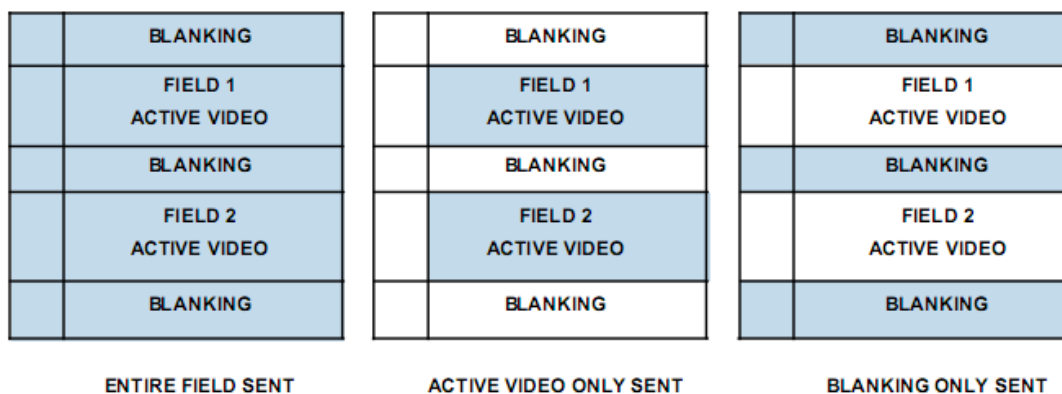 BLANKING
FIELD 1
ACTIVE VIDEO
BLANKING
FIELD 2
ACTIVE VIDEO
BLANKING
ENTIRE FIELD SENT
BLANKING
FIELD 1
ACTIVE VIDEO
BLANKING
FIELD 2
ACTIVE VIDEO
BLANKING
ACTIVE VIDEO ONLY SENT
BLANKING
FIELD 1
ACTIVE VIDEO
BLANKING
FIELD 2
ACTIVE VIDEO
BLANKING
BLANKING ONLY SENT